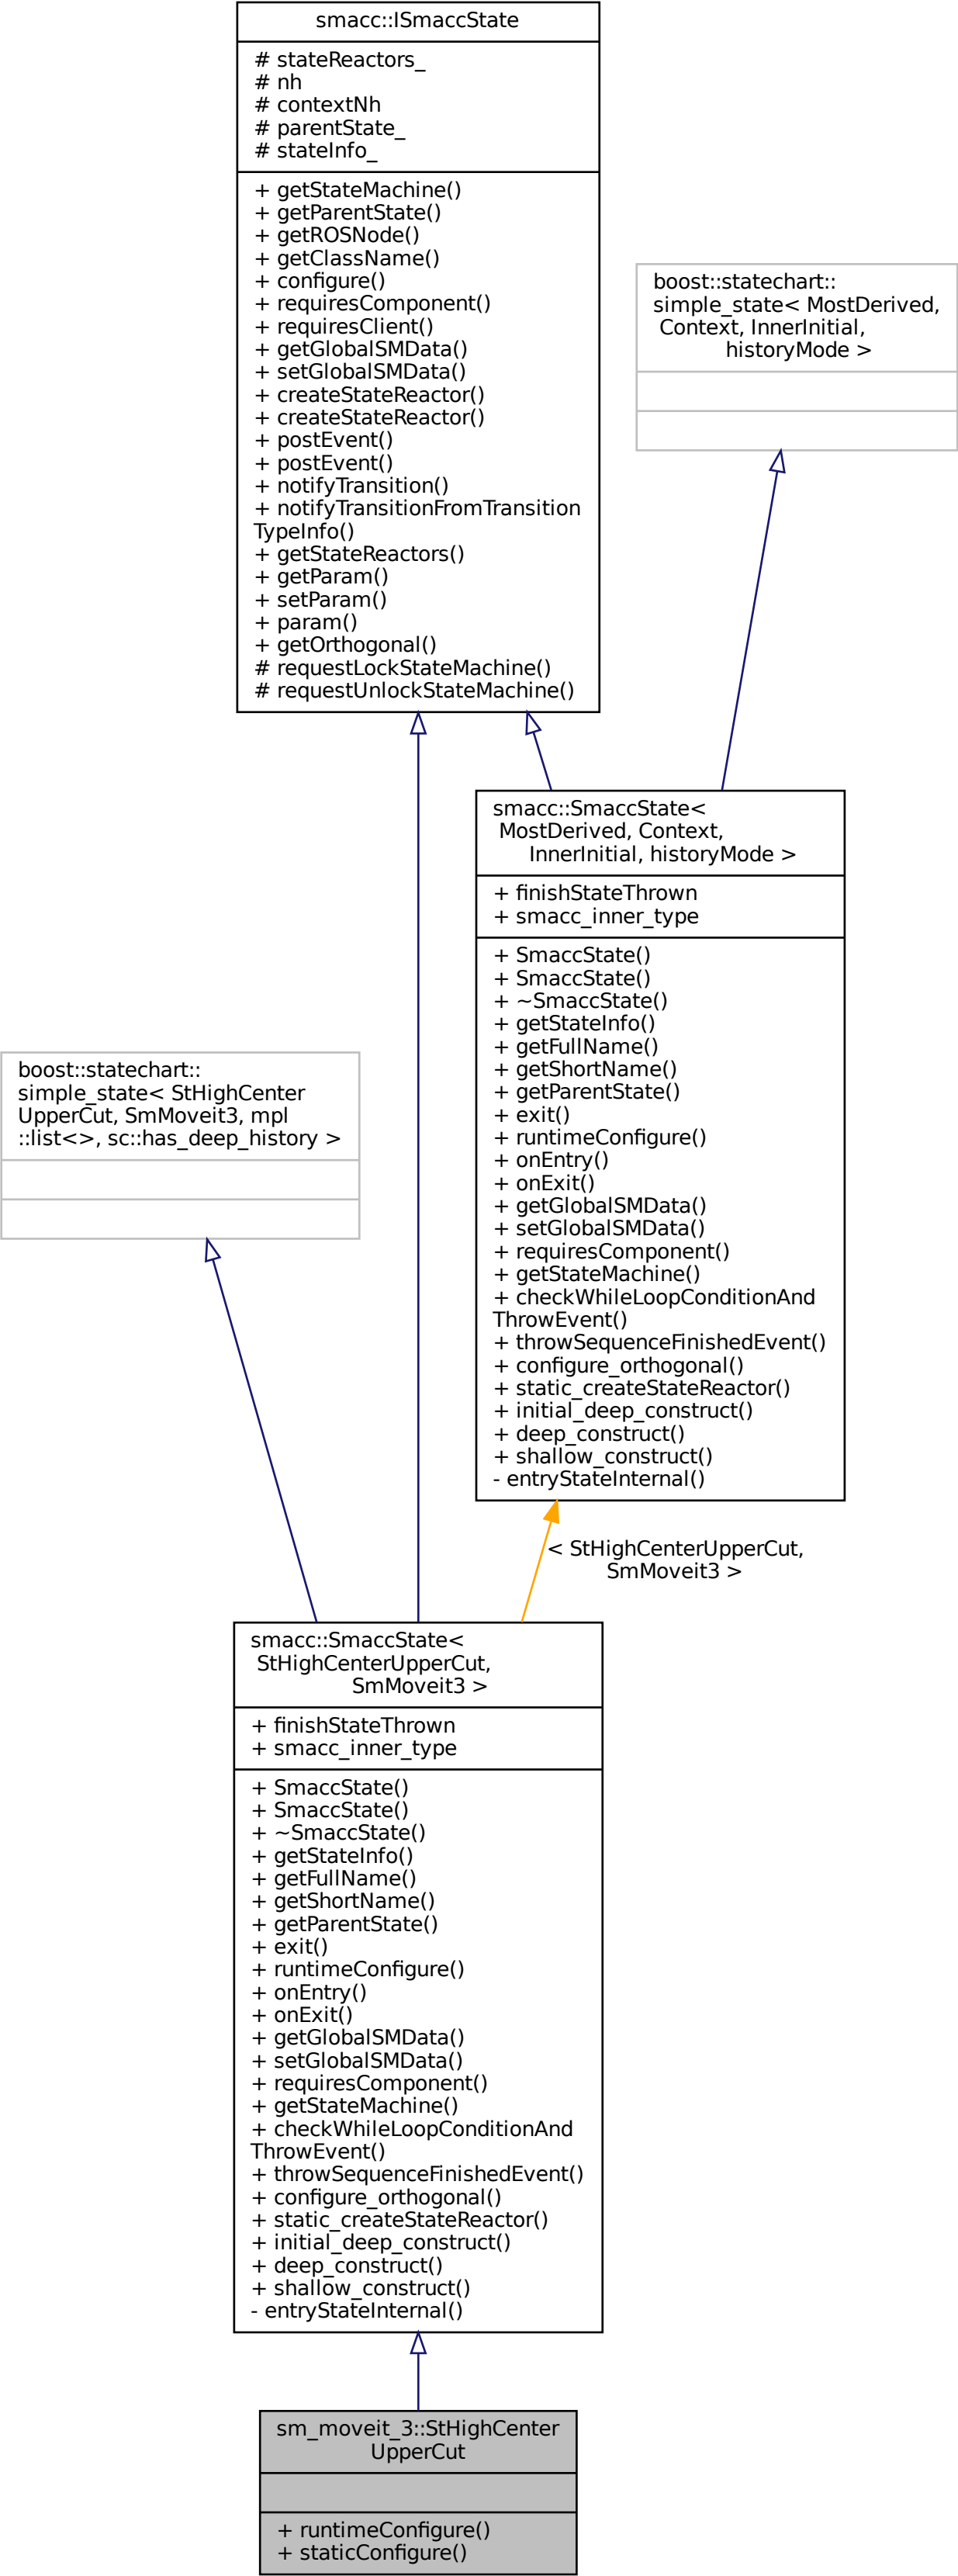 smacc::ISmaccState
# stateReactors_
# nh
# contextNh
# parentState_
# stateInfo_
+ getStateMachine()
+ getParentState()
+ getROSNode()
+ getClassName()
+ configure()
+ requiresComponent()
+ requiresClient()
+ getGlobalSMData()
+ setGlobalSMData()
+ createStateReactor()
+ createStateReactor()
+ postEvent()
+ postEvent()
+ notifyTransition()
+ notifyTransitionFromTransition
TypeInfo()
+ getStateReactors()
+ getParam()
+ setParam()
+ param()
+ getOrthogonal()
# requestLockStateMachine()
# requestUnlockStateMachine()
boost::statechart::
simple_state< MostDerived,
Context, InnerInitial,
historyMode >
smacc::SmaccState<
MostDerived, Context,
InnerInitial, historyMode >
+ finishStateThrown
+ smacc_inner_type
+ SmaccState()
+ SmaccState()
+ ~SmaccState()
+ getStateInfo()
+ getFullName()
+ getShortName()
+ getParentState()
+ exit()
+ runtimeConfigure()
+ onEntry()
+ onExit()
+ getGlobalSMData()
+ setGlobalSMData()
+ requiresComponent()
+ getStateMachine()
+ checkWhileLoopConditionAnd
ThrowEvent()
+ throwSequenceFinishedEvent()
+ configure_orthogonal()
+ static_createStateReactor()
+ initial_deep_construct()
+ deep_construct()
+ shallow_construct()
- entryStateInternal()
boost::statechart::
simple_state< StHighCenter
UpperCut, SmMoveit3, mpl
::list<>, sc::has_deep_history >
< StHighCenterUpperCut,
SmMoveit3 >
smacc::SmaccState<
StHighCenterUpperCut,
SmMoveit3 >
+ finishStateThrown
+ smacc_inner_type
+ SmaccState()
+ SmaccState()
+ ~SmaccState()
+ getStateInfo()
+ getFullName()
+ getShortName()
+ getParentState()
+ exit()
+ runtimeConfigure()
+ onEntry()
+ onExit()
+ getGlobalSMData()
+ setGlobalSMData()
+ requiresComponent()
+ getStateMachine()
+ checkWhileLoopConditionAnd
ThrowEvent()
+ throwSequenceFinishedEvent()
+ configure_orthogonal()
+ static_createStateReactor()
+ initial_deep_construct()
+ deep_construct()
+ shallow_construct()
- entryStateInternal()
sm_moveit_3::StHighCenter
UpperCut
+ runtimeConfigure()
+ staticConfigure()